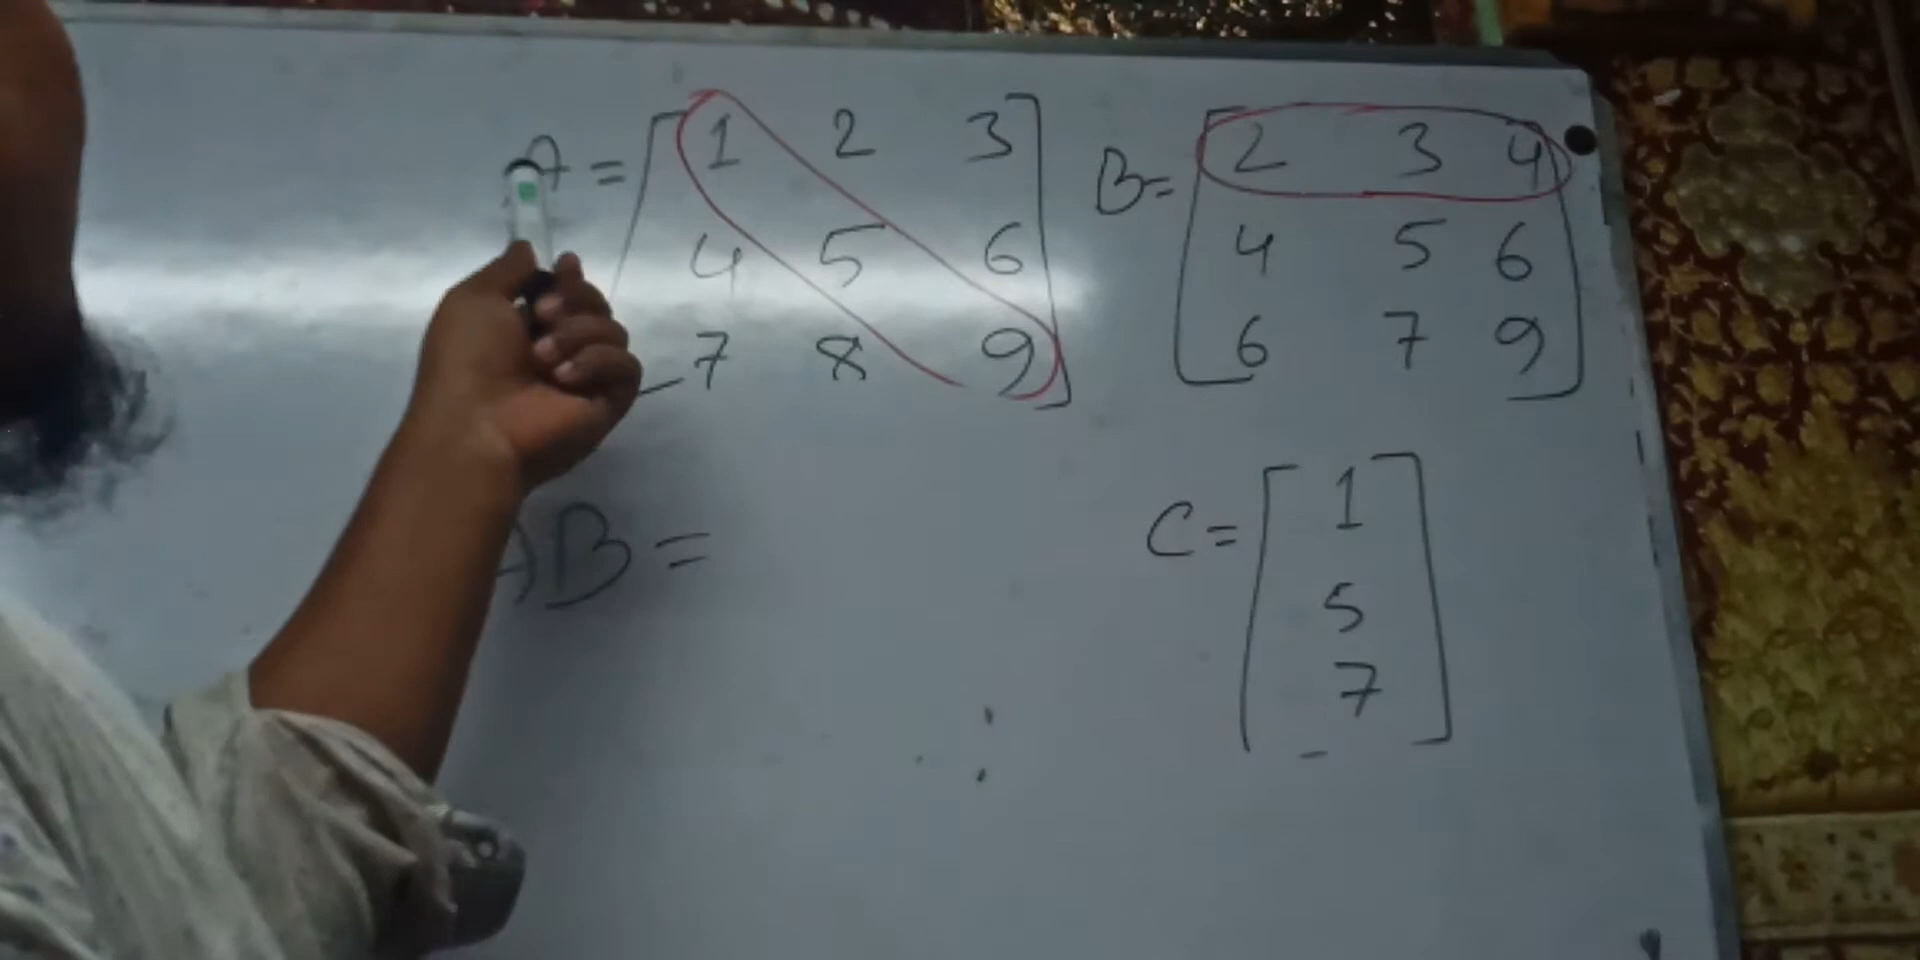 A = [1 2 3
4 5 6
7 8 9]
B = [2 3 4
4 5 6
6 7 9]
AB =
C = [1
5
7]